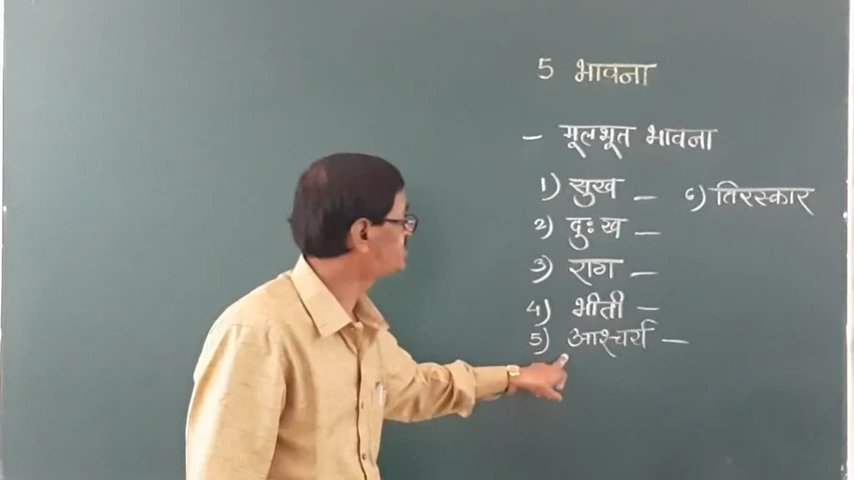 5 भावना
– मूलभूत भावना
1) सुख –
2) दुःख –
3) राग –
4) भीती –
5) आश्चर्य –
6) तिरस्कार